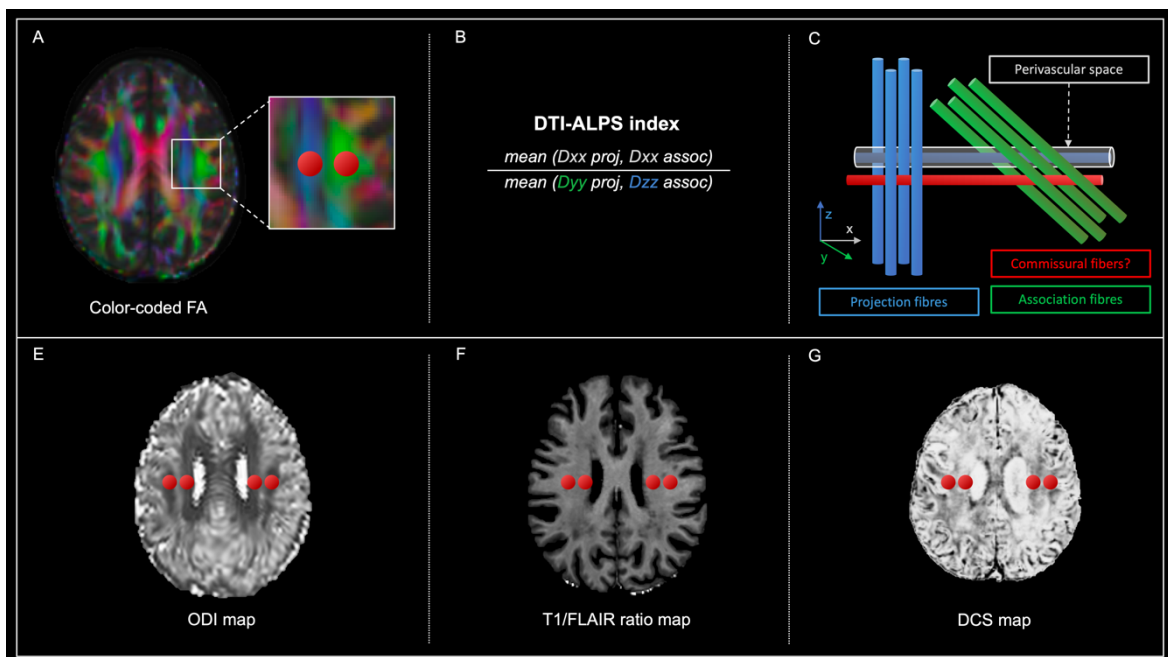 A
Color-coded FA
B
DTI-ALPS index
mean (Dxx proj, Dxx assoc)
mean (Dyy proj, Dzz assoc)
C
Perivascular space
z
x
y
Commissural fibers?
Projection fibres
Association fibres
E
ODI map
F
T1/FLAIR ratio map
G
DCS map